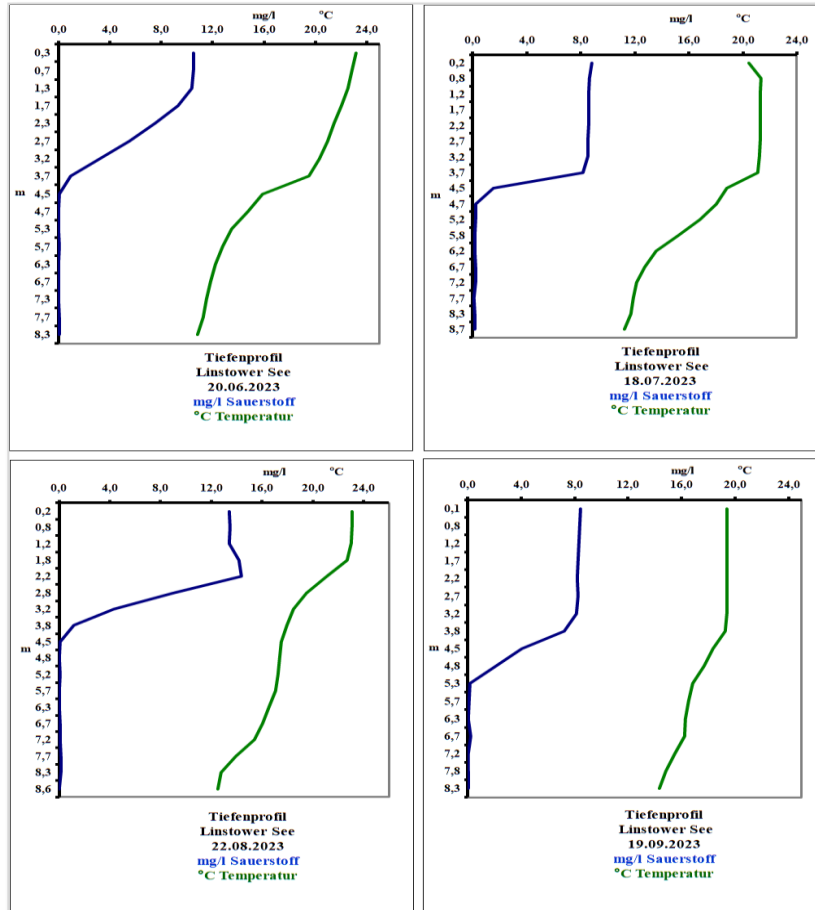 mg/l °C
0,0 4,0 8,0 12,0 16,0 20,0 24,0
0,3
0,7
1,3
1,7
2,3
2,7
3,2
3,7
m
4,5
4,7
5,3
5,7
6,3
6,7
7,3
7,7
8,3
Tiefenprofil
Linstower See
20.06.2023
mg/l Sauerstoff
°C Temperatur
mg/l °C
0,0 4,0 8,0 12,0 16,0 20,0 24,0
0,2
0,8
1,2
1,7
2,2
2,7
3,2
3,7
m
4,5
4,7
5,2
5,8
6,2
6,7
7,2
7,7
8,3
8,7
Tiefenprofil
Linstower See
18.07.2023
mg/l Sauerstoff
°C Temperatur
mg/l °C
0,0 4,0 8,0 12,0 16,0 20,0 24,0
0,2
0,8
1,2
1,8
2,2
2,8
3,2
3,8
4,5
m
4,8
5,2
5,7
6,3
6,7
7,2
7,7
8,3
8,6
Tiefenprofil
Linstower See
22.08.2023
mg/l Sauerstoff
°C Temperatur
mg/l °C
0,0 4,0 8,0 12,0 16,0 20,0 24,0
0,1
0,8
1,2
1,7
2,2
2,7
3,2
3,8
m
4,5
4,8
5,3
5,7
6,3
6,7
7,2
7,8
8,3
Tiefenprofil
Linstower See
19.09.2023
mg/l Sauerstoff
°C Temperatur